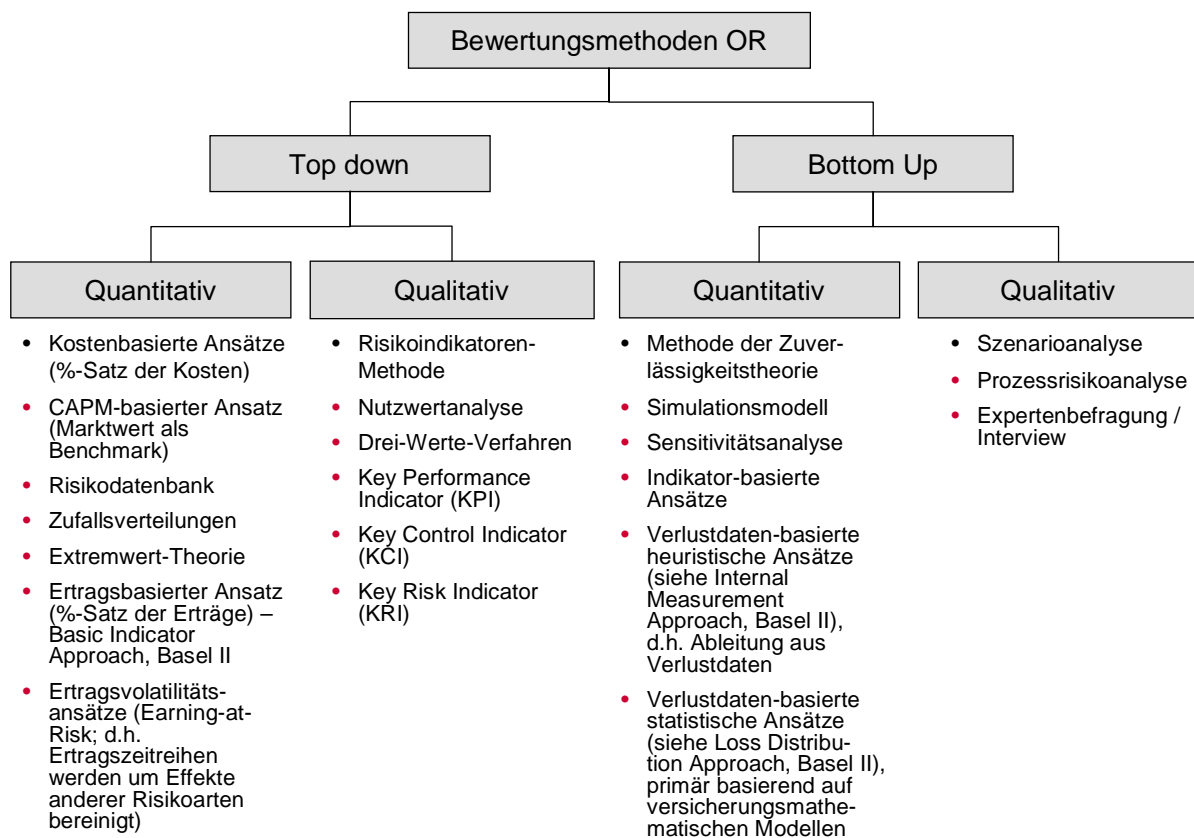 Bewertungsmethoden OR
Top down
Bottom Up
Quantitativ
Qualitativ
Quantitativ
Qualitativ
• Kostenbasierte Ansätze
(%-Satz der Kosten)
• CAPM-basierter Ansatz
(Marktwert als
Benchmark)
• Risikodatenbank
• Zufallsverteilungen
• Extremwert-Theorie
• Ertragsbasierter Ansatz
(%-Satz der Erträge) –
Basic Indicator
Approach, Basel II
• Ertragsvolatilitäts-
ansätze (Earning-at-
Risk; d.h.
Ertragszeitreihen
werden um Effekte
anderer Risikoarten
bereinigt)
• Risikoindikatoren-
Methode
• Nutzwertanalyse
• Drei-Werte-Verfahren
• Key Performance
Indicator (KPI)
• Key Control Indicator
(KCI)
• Key Risk Indicator
(KRI)
• Methode der Zuver-
lässigkeitstheorie
• Simulationsmodell
• Sensitivitätsanalyse
• Indikator-basierte
Ansätze
• Verlustdaten-basierte
heuristische Ansätze
(siehe Internal
Measurement
Approach, Basel II),
d.h. Ableitung aus
Verlustdaten
• Verlustdaten-basierte
statistische Ansätze
(siehe Loss Distribu-
tion Approach, Basel II),
primär basierend auf
versicherungsmathe-
matischen Modellen
• Szenarioanalyse
• Prozessrisikoanalyse
• Expertenbefragung /
Interview